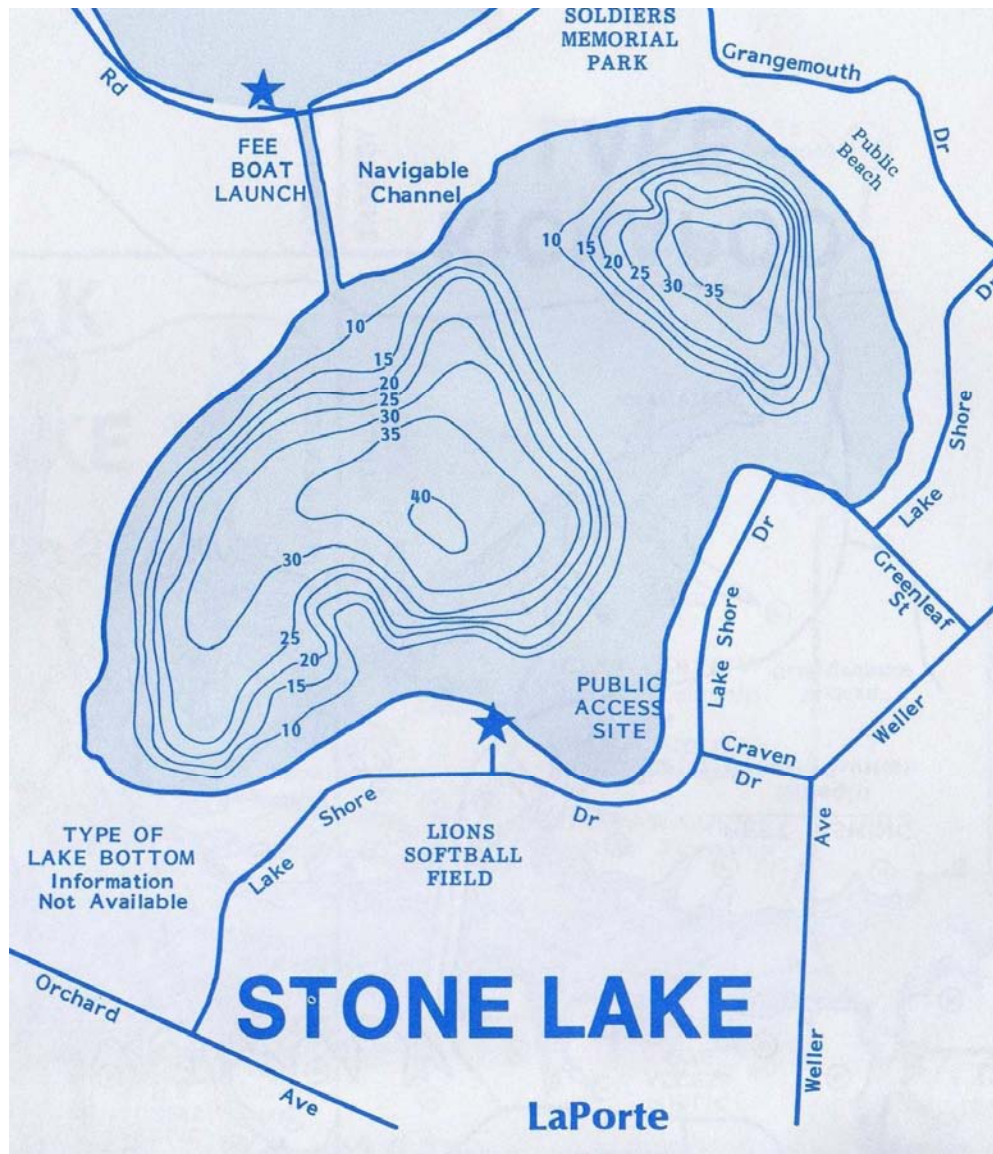 SOLDIERS
MEMORIAL
PARK
Grangemouth
Dr
Rd
FEE
BOAT
LAUNCH
Navigable
Channel
Public
Beach
10
15
20
25
30
35
Dr
10
15
20
25
30
35
Shore
40
Lake
Dr
30
Greenleaf
St
25
20
15
10
Lake Shore
PUBLIC
ACCESS
SITE
Weller
Craven
Dr
Shore
Dr
Ave
TYPE OF
LAKE BOTTOM
Information
Not Available
LIONS
SOFTBALL
FIELD
Lake
Orchard
STONE LAKE
Weller
Ave
LaPorte